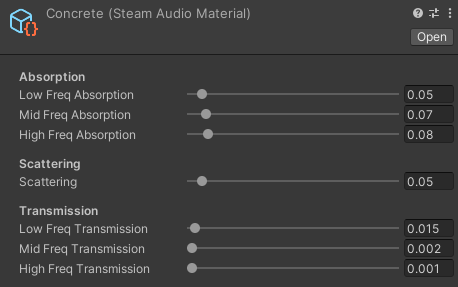 Concrete (Steam Audio Material)
Open
Absorption
Low Freq Absorption 0.05
Mid Freq Absorption 0.07
High Freq Absorption 0.08
Scattering
Scattering 0.05
Transmission
Low Freq Transmission 0.015
Mid Freq Transmission 0.002
High Freq Transmission 0.001